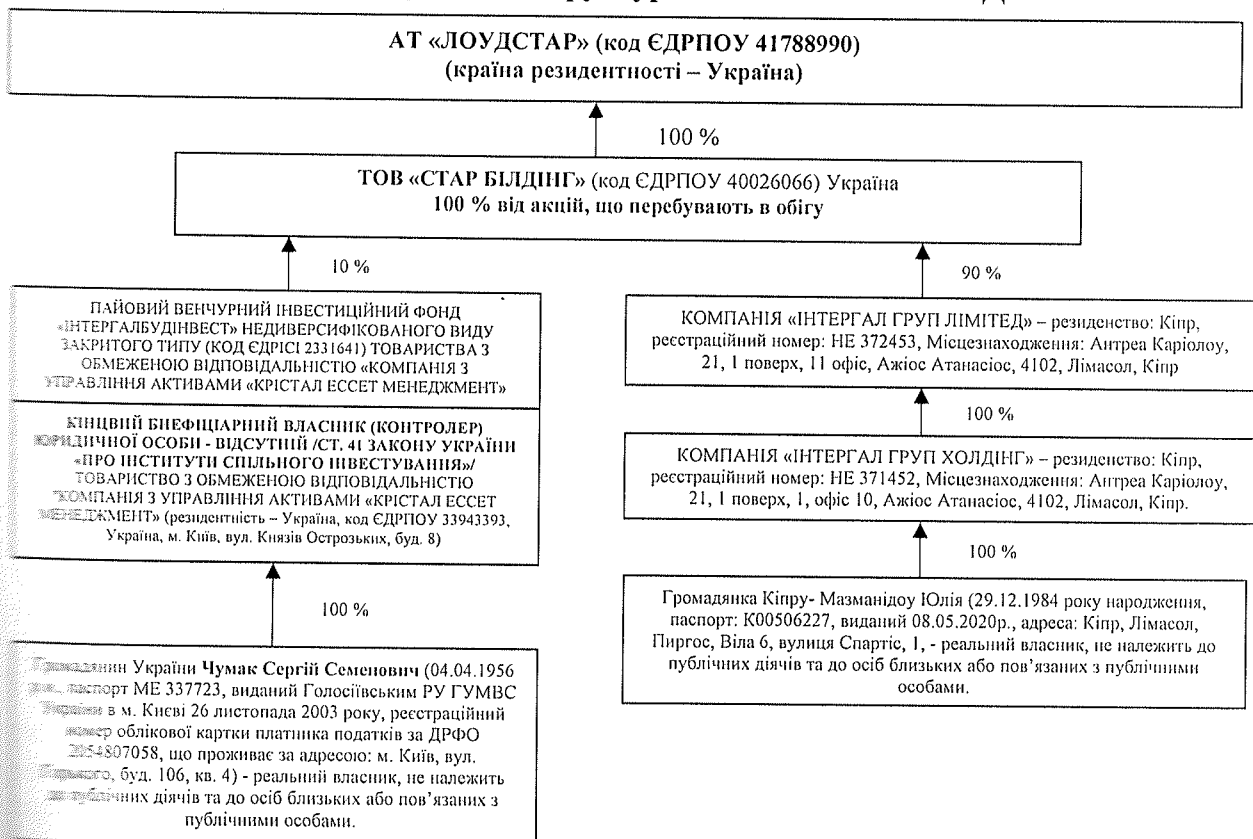 АТ «ЛОУДСТАР» (код ЄДРПОУ 41788990)
(країна резидентності – Україна)
100 %
ТОВ «СТАР БІЛДІНГ» (код ЄДРПОУ 40026066) Україна
100 % від акцій, що перебувають в обігу
10 %
ПАЙОВИЙ ВЕНЧУРНИЙ ІНВЕСТИЦІЙНИЙ ФОНД
«ІНТЕРГАЛБУДІНВЕСТ» НЕДИВЕРСИФІКОВАНОГО ВИДУ
ЗАКРИТОГО ТИПУ (КОД ЄДРІСІ 2331641) ТОВАРИСТВА З
ОБМЕЖЕНОЮ ВІДПОВІДАЛЬНІСТЮ «КОМПАНІЯ З
УПРАВЛІННЯ АКТИВАМИ «КРІСТАЛ ЕССЕТ МЕНЕДЖМЕНТ»
КІНЦВИЙ БНЕФІЦІАРНИЙ ВЛАСНИК (КОНТРОЛЕР)
ЮРИДИЧНОЇ ОСОБИ - ВІДСУТНІЙ /СТ. 41 ЗАКОНУ УКРАЇНИ
«ПРО ІНСТИТУТИ СПІЛЬНОГО ІНВЕСТУВАННЯ»/
ТОВАРИСТВО З ОБМЕЖЕНОЮ ВІДПОВІДАЛЬНІСТЮ
"КОМПАНІЯ З УПРАВЛІННЯ АКТИВАМИ «КРІСТАЛ ЕССЕТ
МЕНЕДЖМЕНТ» (резидентність – Україна, код ЄДРПОУ 33943393,
Україна, м. Київ, вул. Князів Острозьких, буд. 8)
100 %
Громадянин України Чумак Сергій Семенович (04.04.1956
паспорт МЕ 337723, виданий Голосіївським РУ ГУМВС
України в м. Києві 26 листопада 2003 року, реєстраційний
номер облікової картки платника податків за ДРФО
2054807058, що проживає за адресою: м. Київ, вул.
буд. 106, кв. 4) - реальний власник, не належить
до публічних діячів та до осіб близьких або пов’язаних з
публічними особами.
90 %
КОМПАНІЯ «ІНТЕРГАЛ ГРУП ЛІМІТЕД» – резиденство: Кіпр,
реєстраційний номер: НЕ 372453, Місцезнаходження: Антреа Каріолоу,
21, 1 поверх, 11 офіс, Ажіос Атанасіос, 4102, Лімасол, Кіпр
100 %
КОМПАНІЯ «ІНТЕРГАЛ ГРУП ХОЛДІНГ» – резиденство: Кіпр,
реєстраційний номер: НЕ 371452, Місцезнаходження: Антреа Каріолоу,
21, 1 поверх, 1, офіс 10, Ажіос Атанасіос, 4102, Лімасол, Кіпр.
100 %
Громадянка Кіпру- Мазманідоу Юлія (29.12.1984 року народження,
паспорт: К00506227, виданий 08.05.2020р., адреса: Кіпр, Лімасол,
Пиргос, Віла 6, вулиця Спартіс, 1, - реальний власник, не належить до
публічних діячів та до осіб близьких або пов’язаних з публічними
особами.